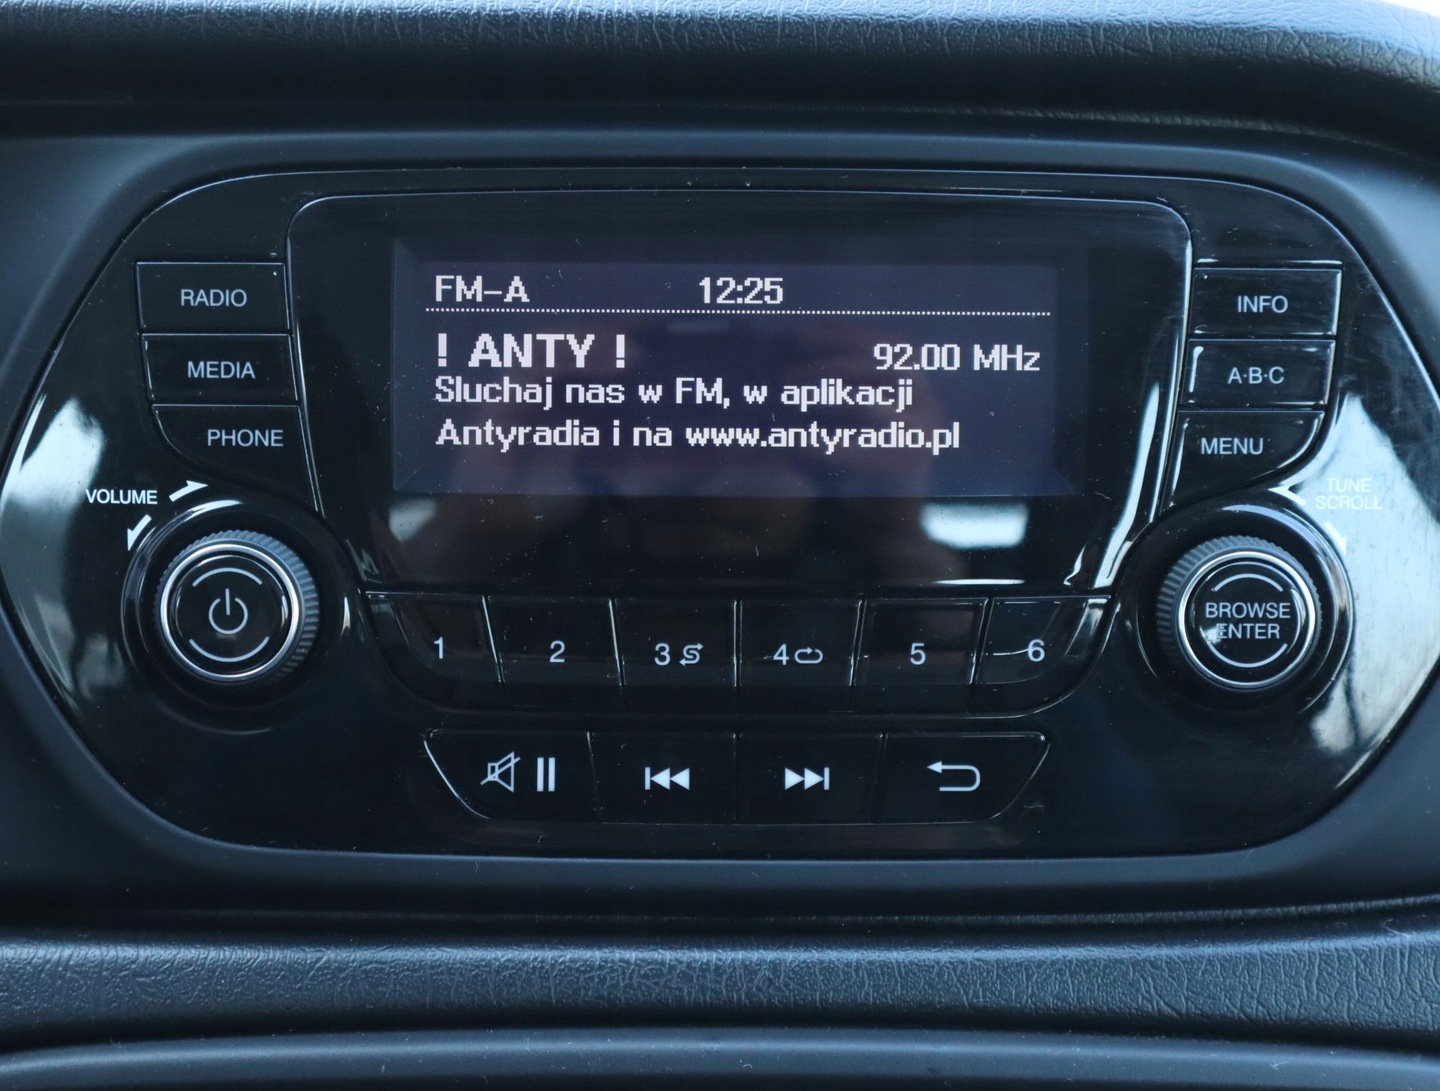 FM-A 12:25
! ANTY ! 92.00 MHz
Sluchaj nas w FM, w aplikacji
Antyradia i na www.antyradio.pl
RADIO
MEDIA
PHONE
INFO
A·B·C
MENU
VOLUME
TUNE
SCROLL
BROWSE
ENTER
1 2 3 4 5 6